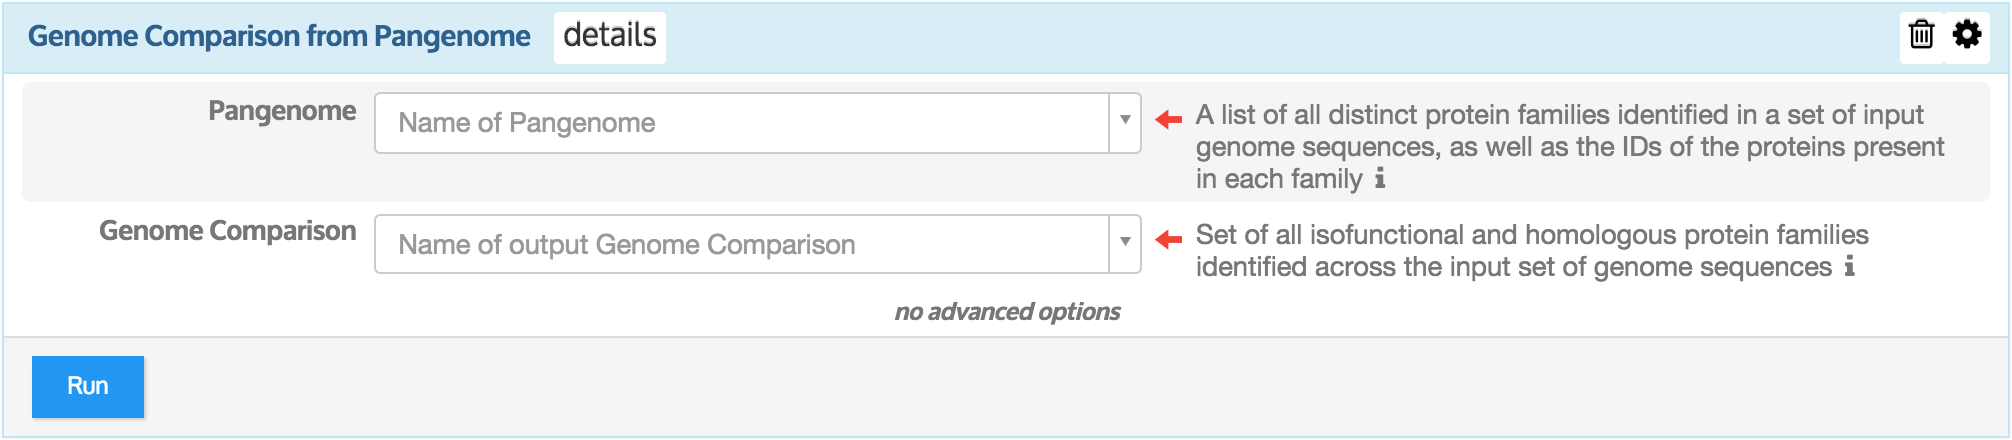 Genome Comparison from Pangenome details
Pangenome Name of Pangenome A list of all distinct protein families identified in a set of input
genome sequences, as well as the IDs of the proteins present
in each family
Genome Comparison Name of output Genome Comparison Set of all isofunctional and homologous protein families
identified across the input set of genome sequences
no advanced options
Run